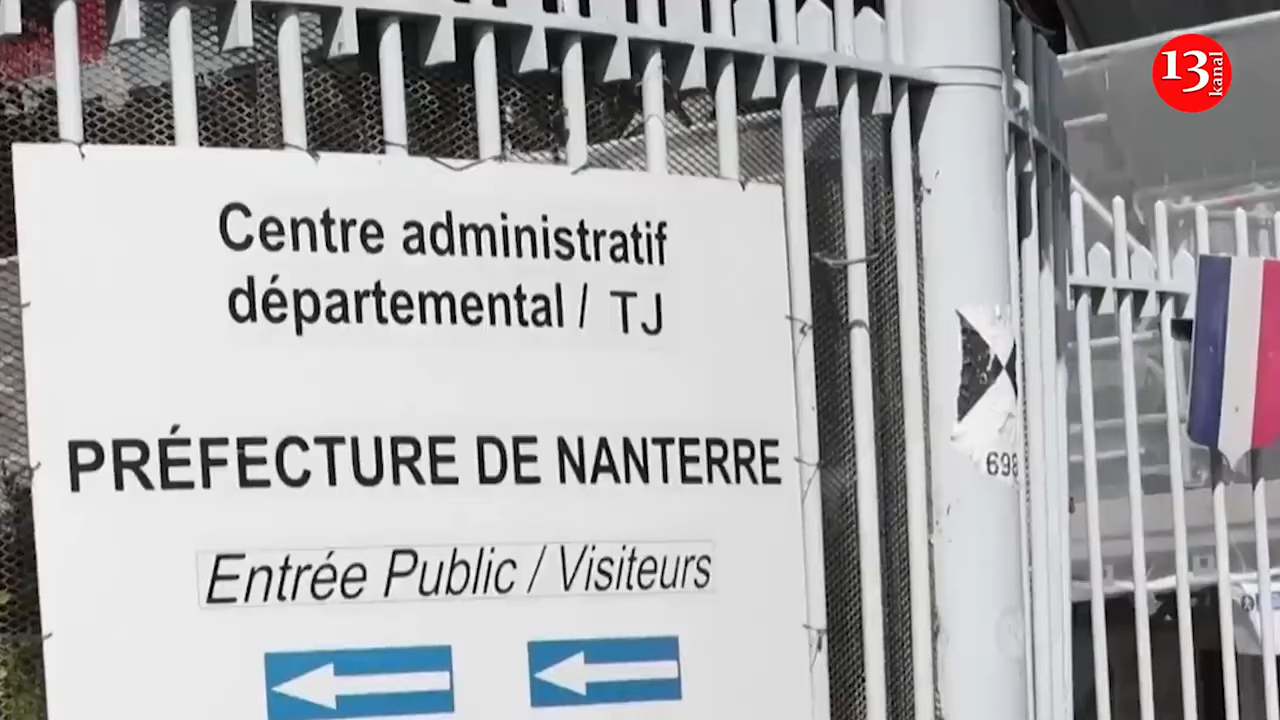 13
kanal
Centre administratif
départemental / TJ
PRÉFECTURE DE NANTERRE
Entrée Public / Visiteurs
698